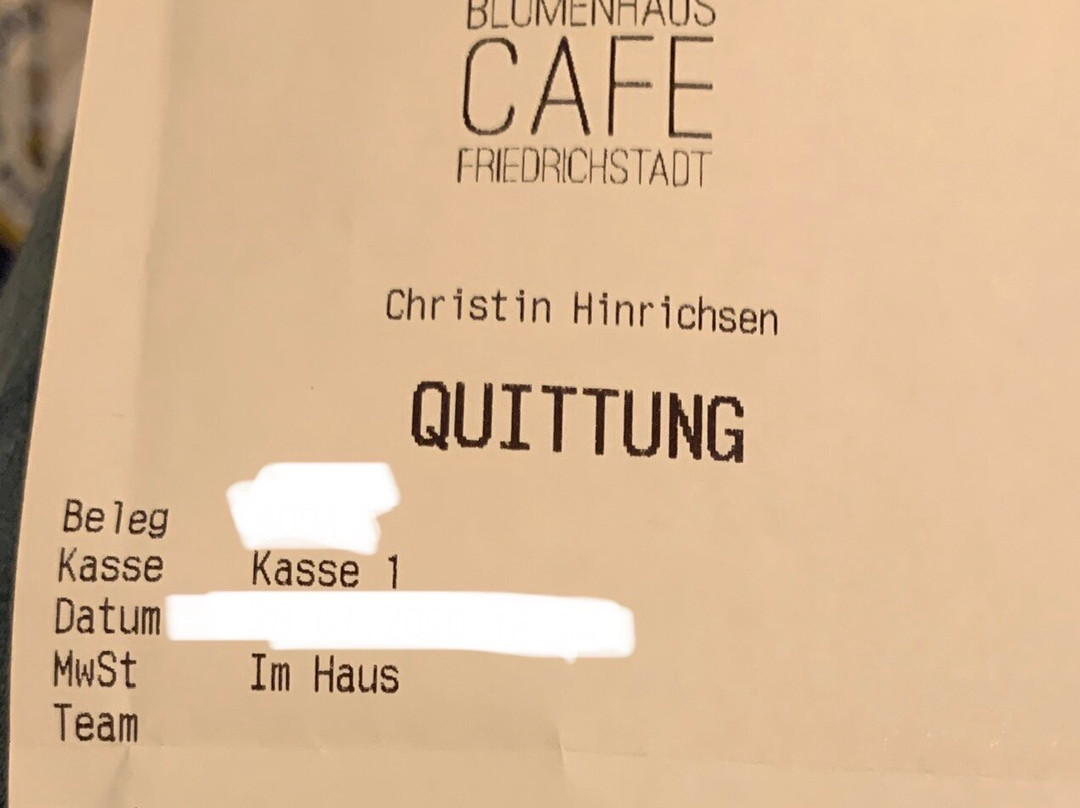 BLUMENHAUS
CAFE
FRIEDRICHSTADT
Christin Hinrichsen
QUITTUNG
Beleg
Kasse Kasse 1
Datum
MwSt Im Haus
Team